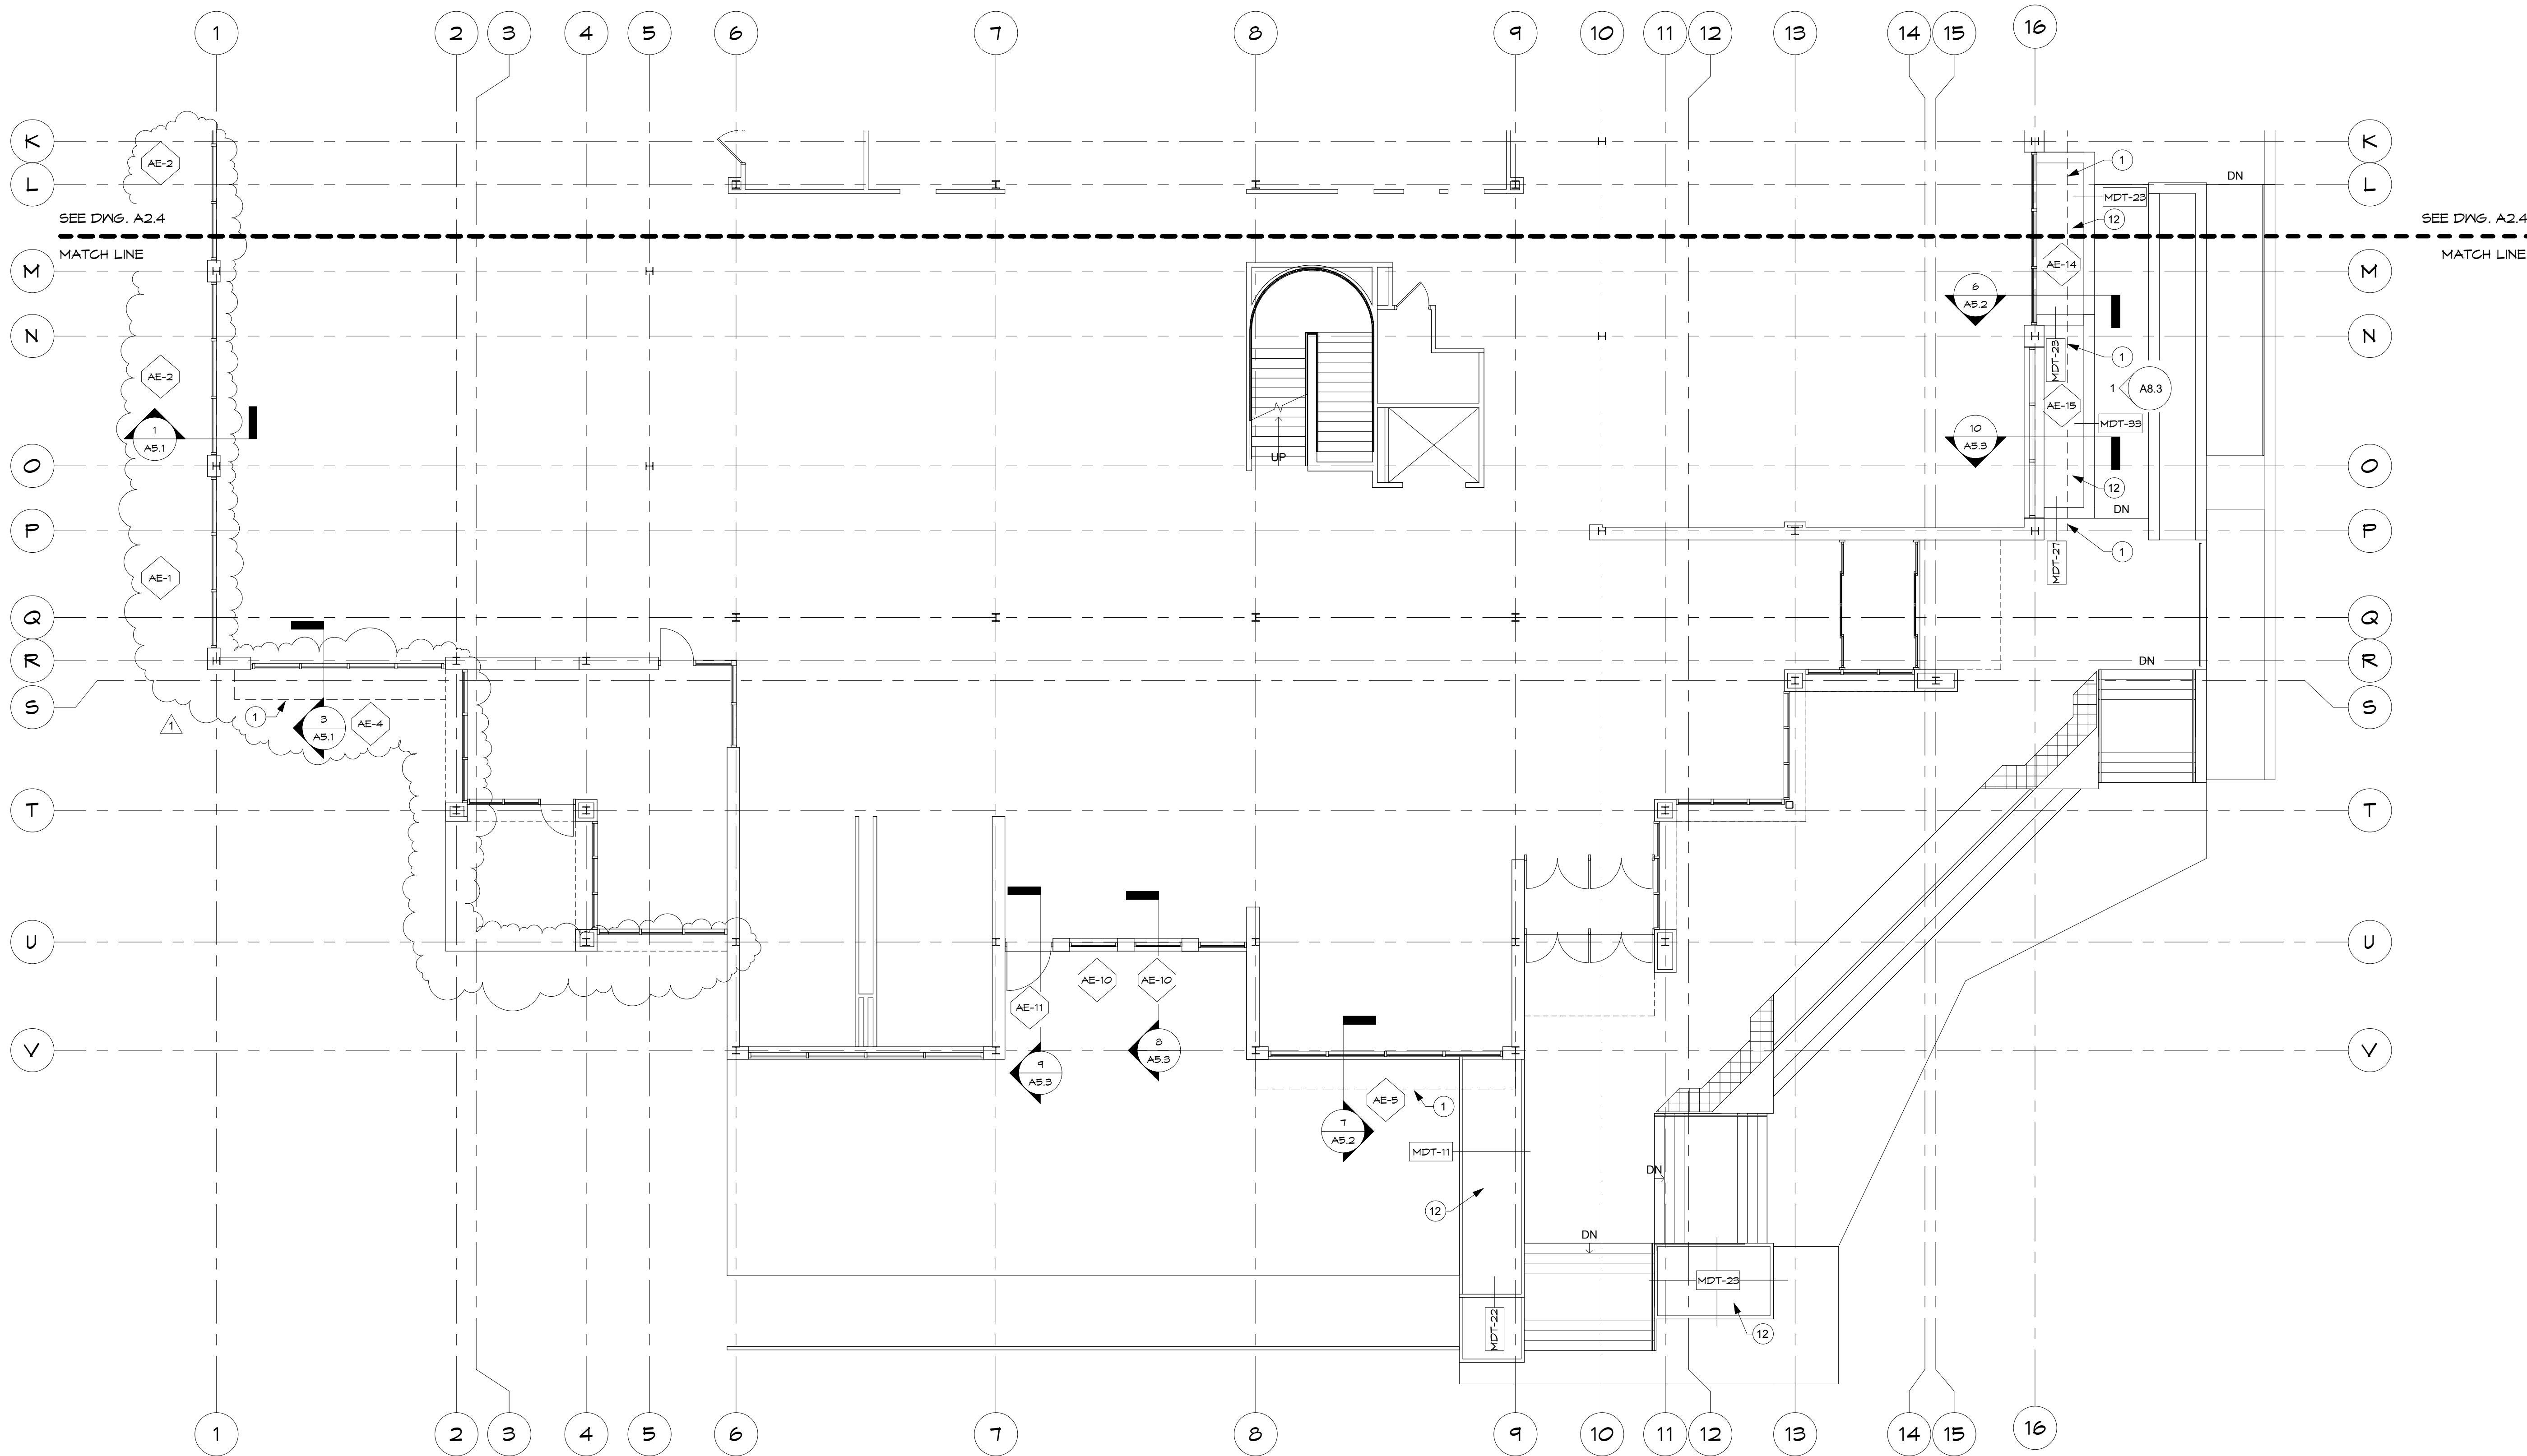 1 2 3 4 5 6 7 8 9 10 11 12 13 14 15 16
K K
AE-2
1
L DN L
MDT-23
SEE DWG. A2.4 12 SEE DWG. A2.4
MATCH LINE MATCH LINE
M AE-14 M
6
A5.2
N N
MDT-23
1
AE-2 1 A8.3
AE-15
1
A5.1
MDT-33
10
A5.3
UP
O O
12
DN
P P
1
MDT-27
AE-1
Q Q
R DN R
S 1 S
3
A5.1
AE-4
1
T T
U U
AE-10 AE-10
AE-11
8
A5.3
V V
9
A5.3
AE-5 1
7
A5.2
MDT-11
DN
12
DN
MDT-23
MDT-22
12
1 2 3 4 5 6 7 8 9 10 11 12 13 14 15 16